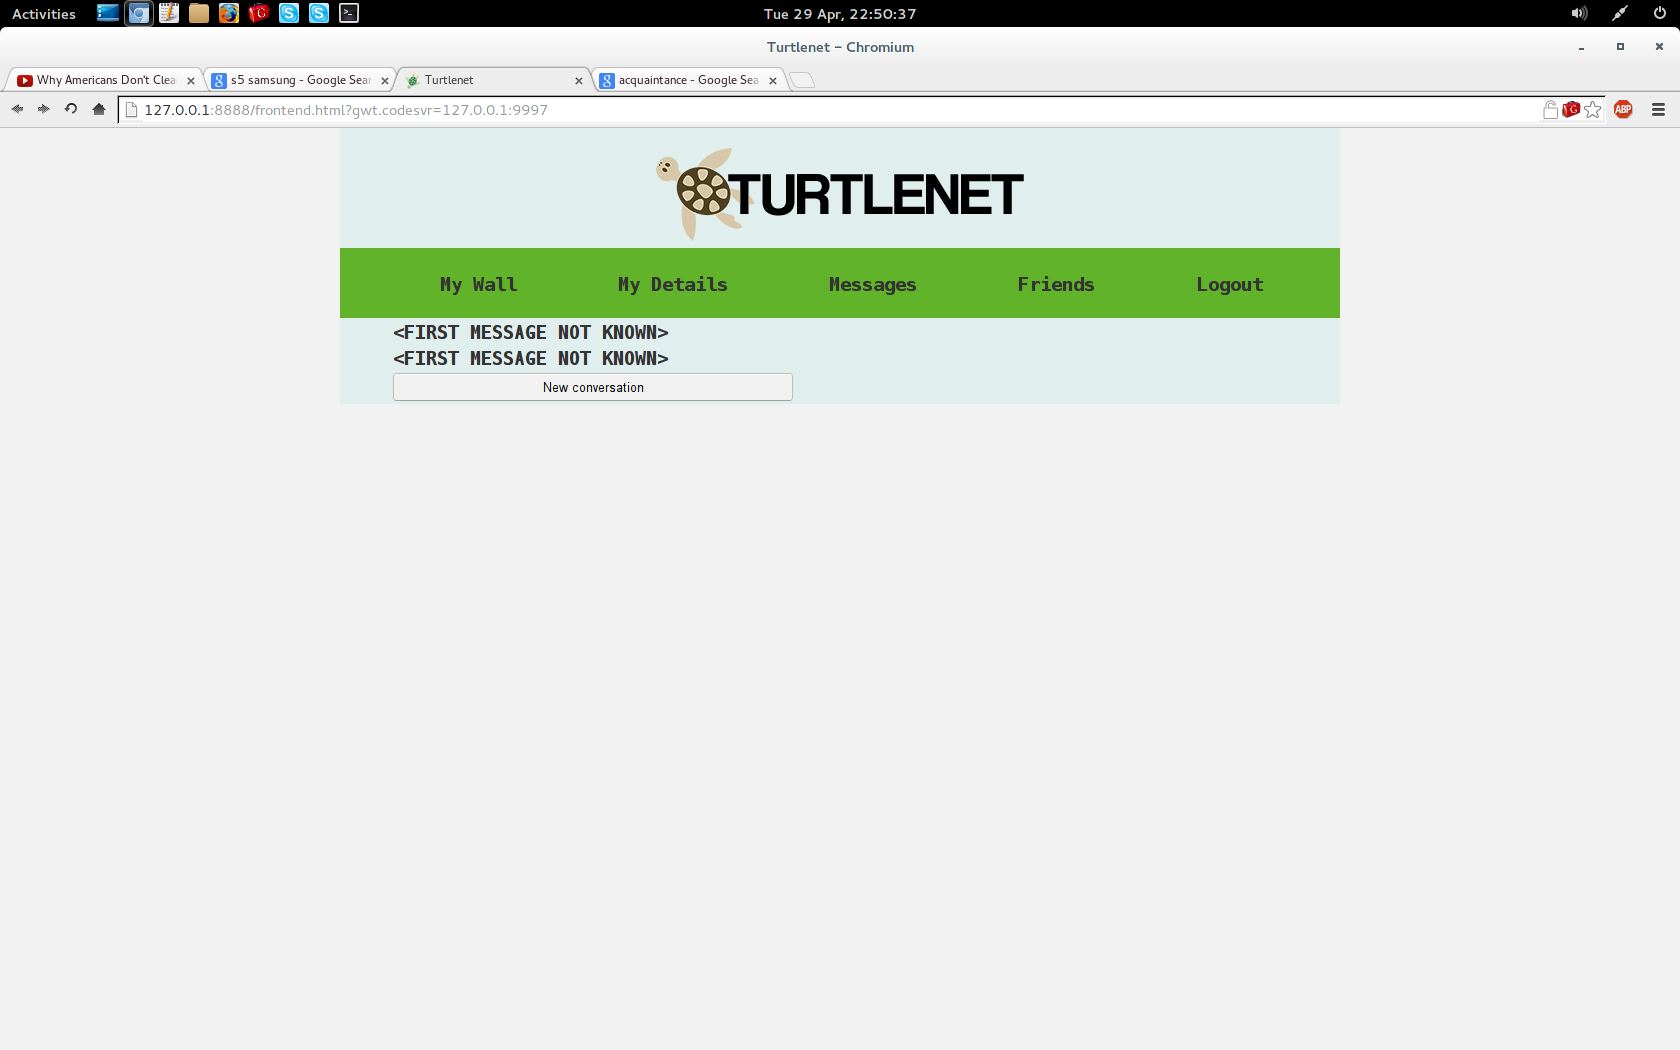 Activities
Tue 29 Apr, 22:50:37
Turtlenet - Chromium
Why Americans Don't Clea
s5 samsung - Google Sear
Turtlenet
acquaintance - Google Sea
127.0.0.1:8888/frontend.html?gwt.codesvr=127.0.0.1:9997
ABP
TURTLENET
My Wall My Details Messages Friends Logout
<FIRST MESSAGE NOT KNOWN>
<FIRST MESSAGE NOT KNOWN>
New conversation